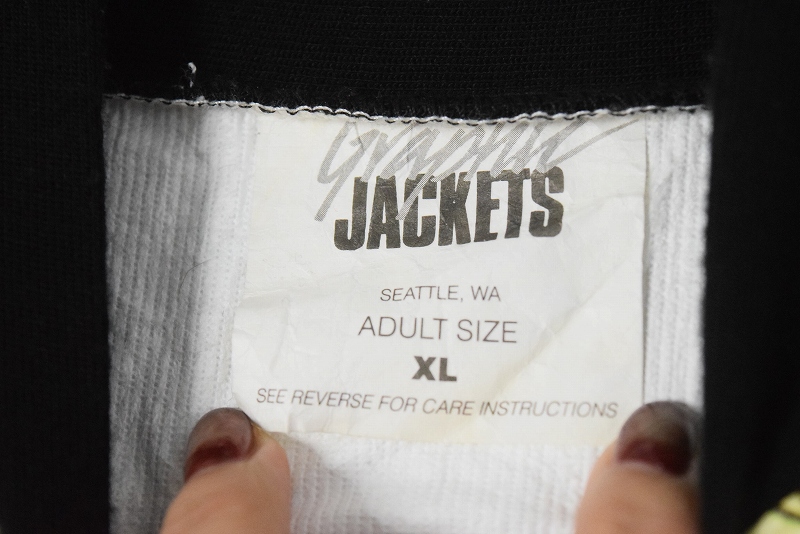 Graphic
JACKETS
SEATTLE, WA
ADULT SIZE
XL
SEE REVERSE FOR CARE INSTRUCTIONS